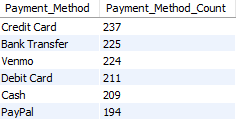 Payment_Method Payment_Method_Count
Credit Card 237
Bank Transfer 225
Venmo 224
Debit Card 211
Cash 209
PayPal 194